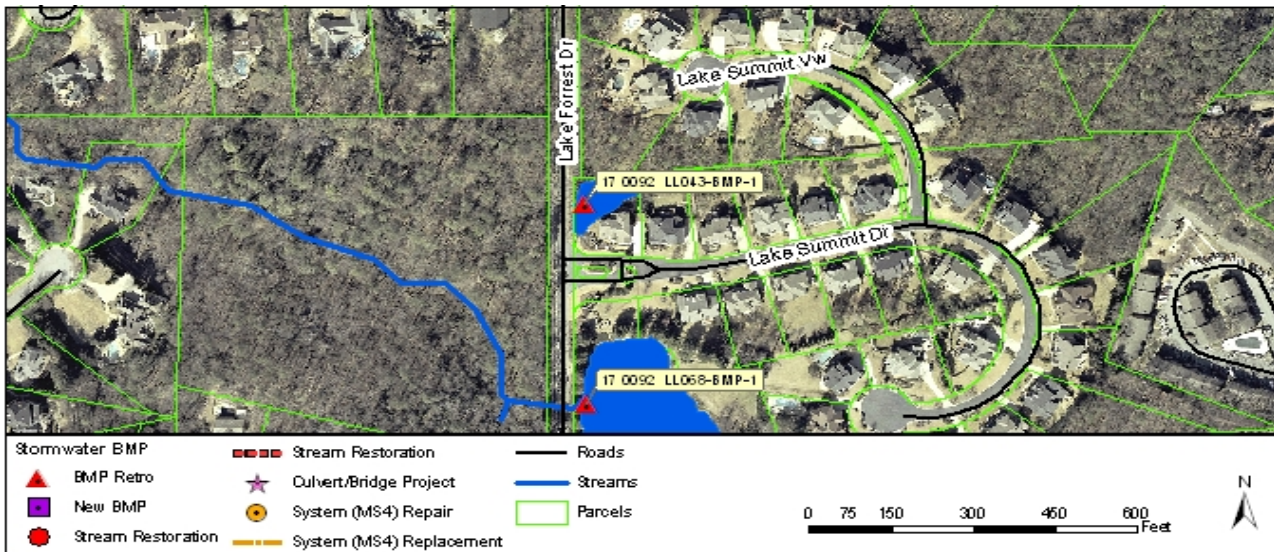 Lake Summit Vw
Lake Forrest Dr
17 0092 LL043-BMP-1
Lake Summit Dr
17 0092 LL068-BMP-1
Stormwater BMP
BMP Retro
New BMP
Stream Restoration
Stream Restoration
Culvert/Bridge Project
System (MS4) Repair
System (MS4) Replacement
Roads
Streams
Parcels
0 75 150 300 450 600
Feet
N